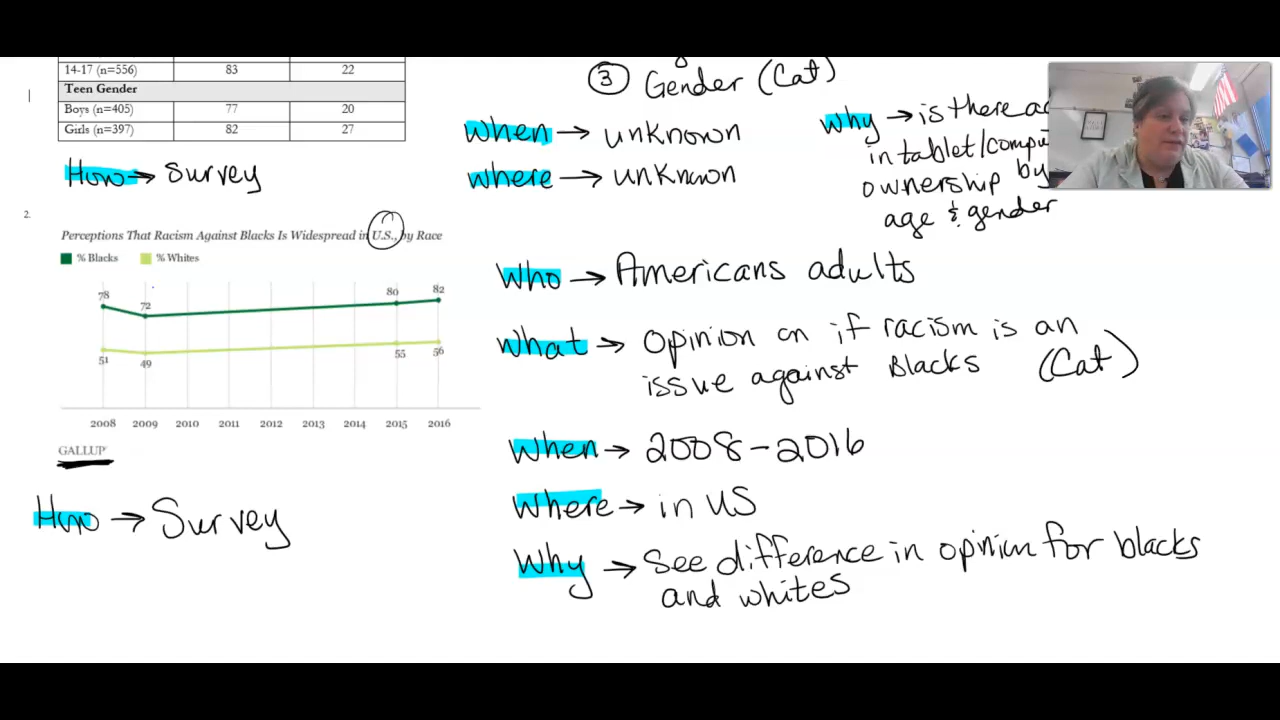 14-17 (n=556) 83 22
Teen Gender
Boys (n=405) 77 20
Girls (n=397) 82 27
③ Gender (Cat)
When → unknown
Where → unknown
Why → is there a
in tablet/compu
ownership by
age & gender
How → Survey
2.
Perceptions That Racism Against Blacks Is Widespread in U.S., by Race
% Blacks % Whites
78 72 80 82
51 49 55 56
2008 2009 2010 2011 2012 2013 2014 2015 2016
GALLUP
How → Survey
Who → Americans adults
What → Opinion on if racism is an
issue against Blacks (Cat)
When → 2008-2016
Where → in US
Why → See difference in opinion for blacks
and whites